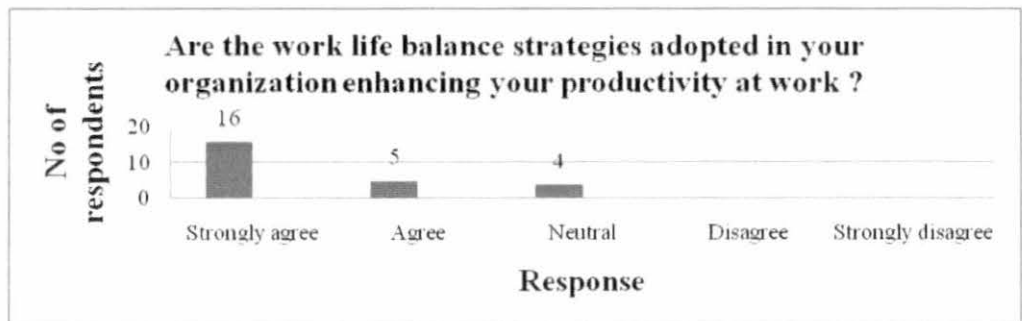 Are the work life balance strategies adopted in your
organization enhancing your productivity at work ?
No of
respondents
20
10
0
16
5
4
Strongly agree
Agree
Neutral
Disagree
Strongly disagree
Response